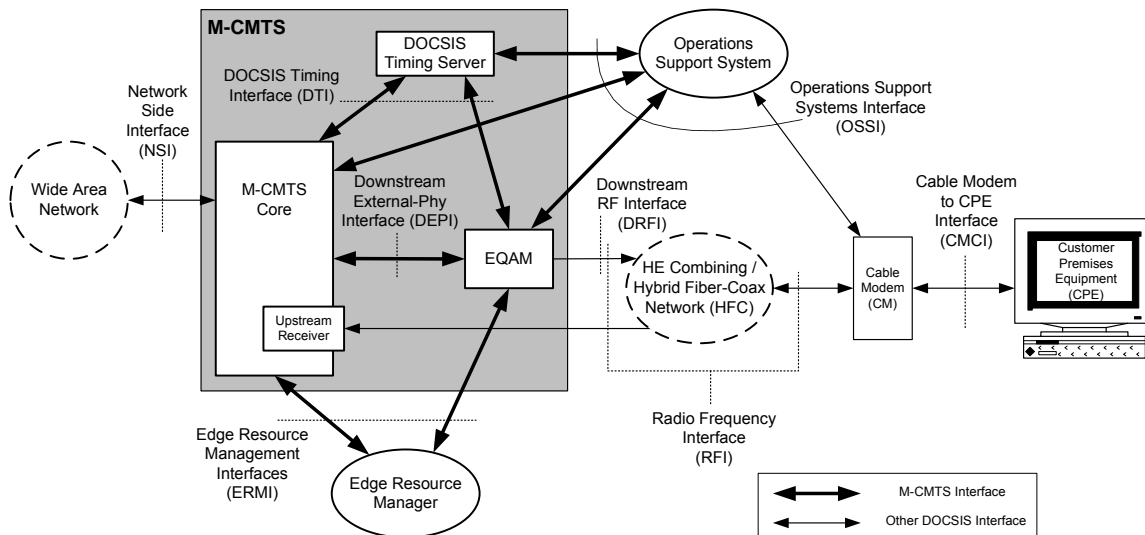 M-CMTS
DOCSIS
Timing Server
Operations
Support System
DOCSIS Timing
Interface (DTI)
Operations Support
Systems Interface
(OSSI)
Network
Side
Interface
(NSI)
Wide Area
Network
M-CMTS
Core
Downstream
External-Phy
Interface (DEPI)
EQAM
Downstream
RF Interface
(DRFI)
HE Combining /
Hybrid Fiber-Coax
Network (HFC)
Cable
Modem
(CM)
Cable Modem
to CPE
Interface
(CMCI)
Customer
Premises
Equipment
(CPE)
Upstream
Receiver
Edge Resource
Management
Interfaces
(ERMI)
Edge Resource
Manager
Radio Frequency
Interface
(RFI)
M-CMTS Interface
Other DOCSIS Interface